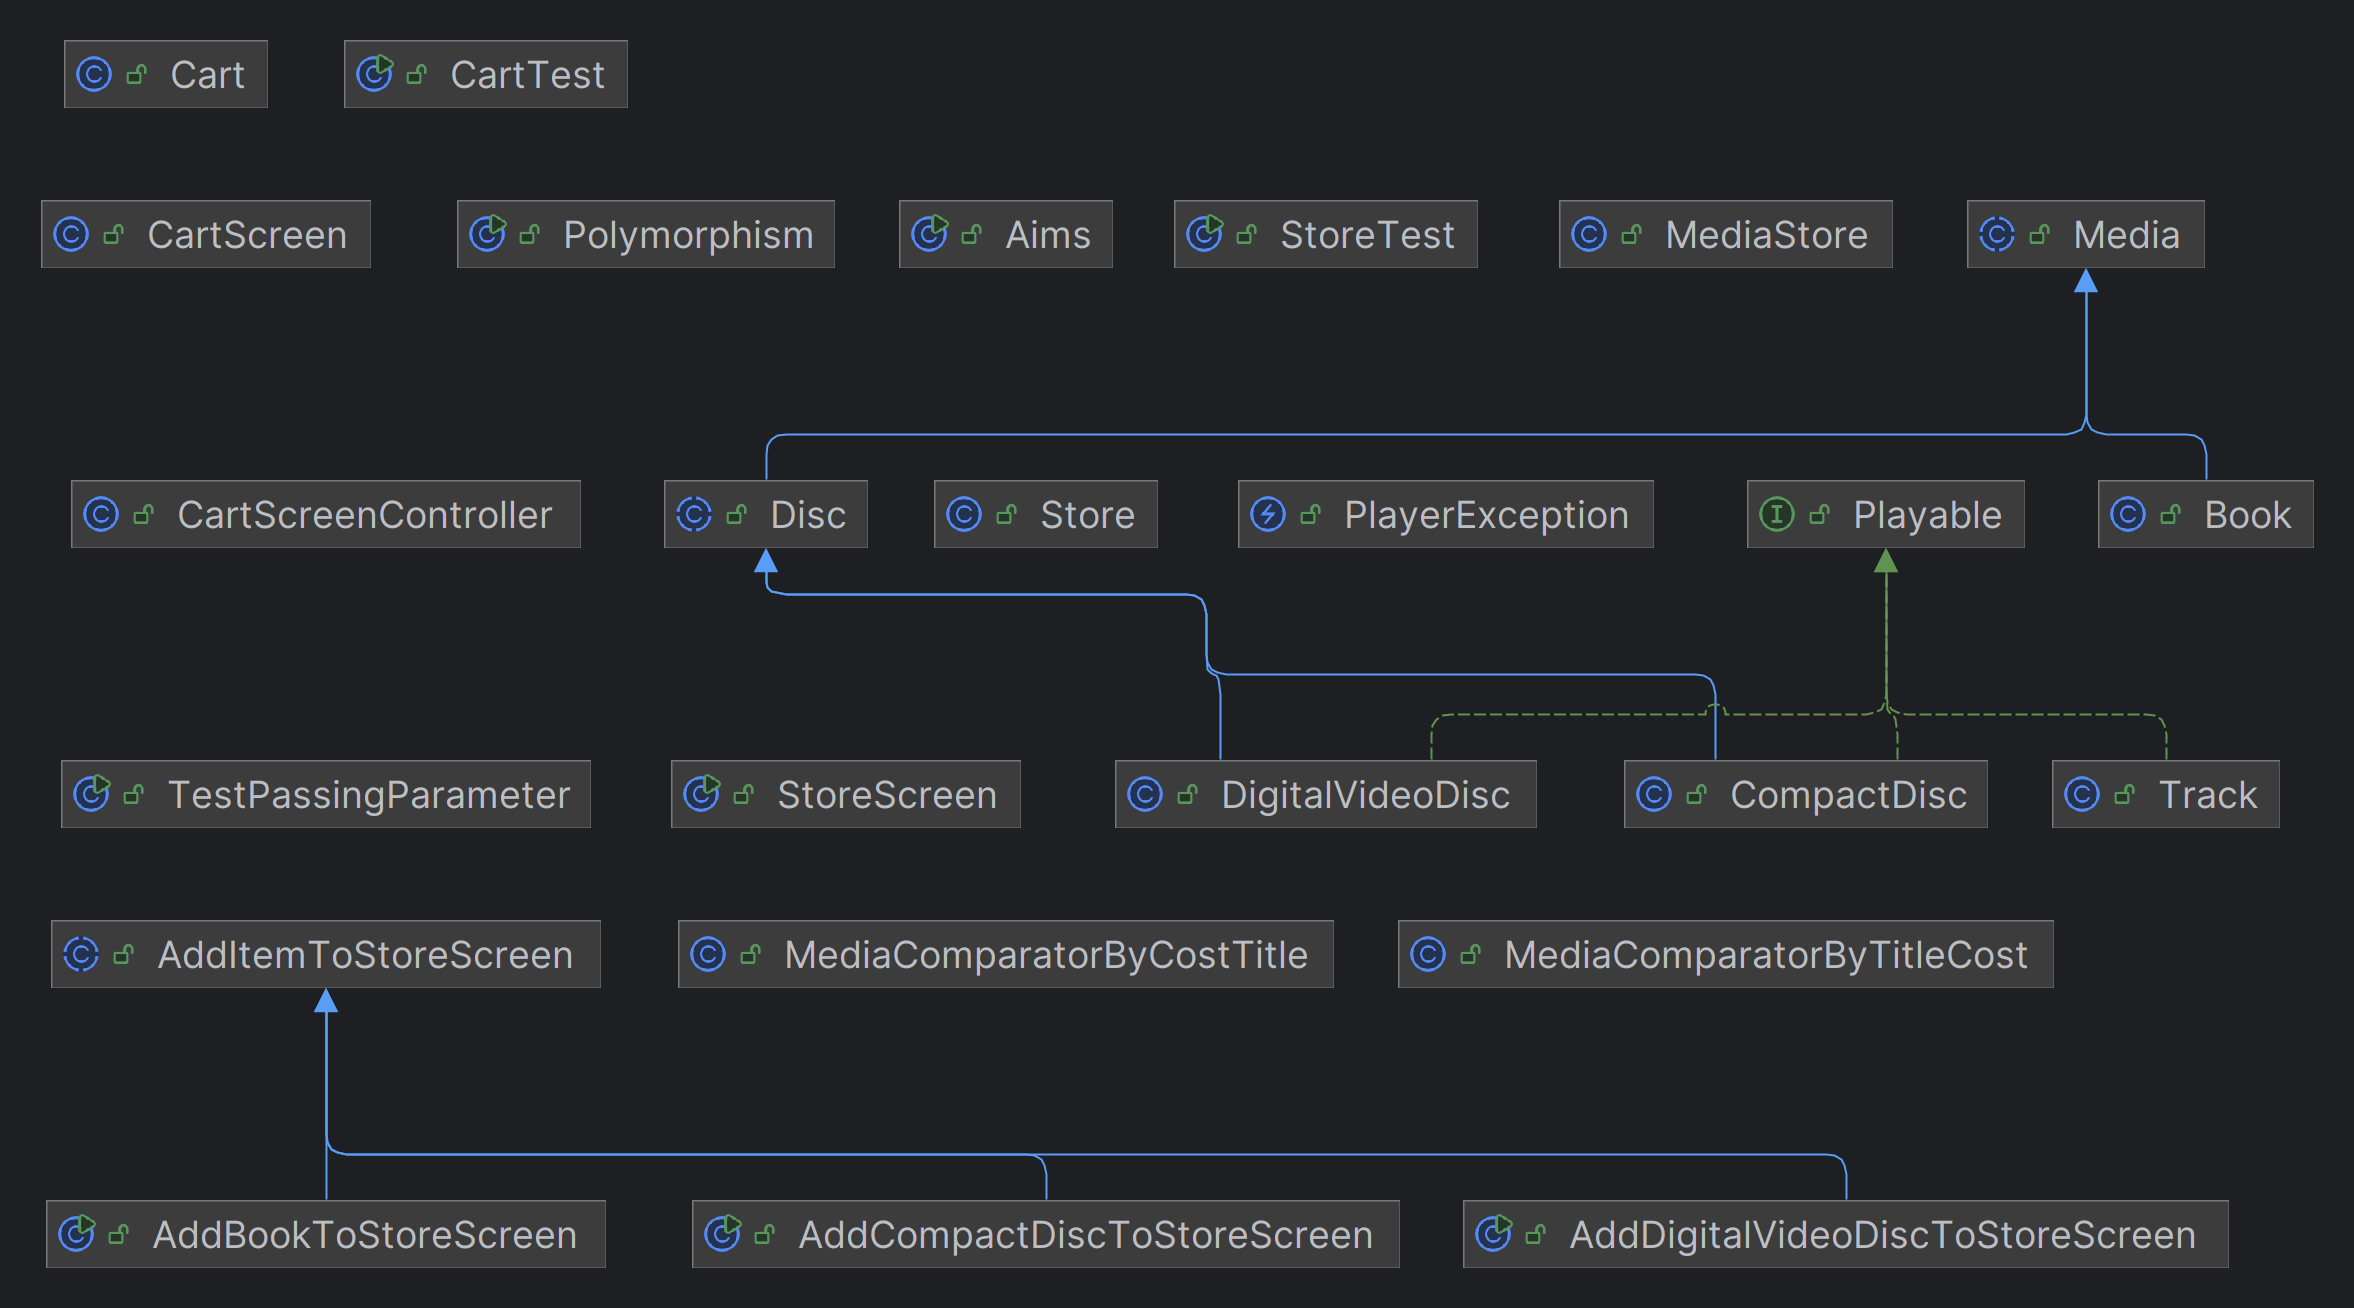 Cart
CartTest
CartScreen
Polymorphism
Aims
StoreTest
MediaStore
Media
CartScreenController
Disc
Store
PlayerException
Playable
Book
TestPassingParameter
StoreScreen
DigitalVideoDisc
CompactDisc
Track
AddItemToStoreScreen
MediaComparatorByCostTitle
MediaComparatorByTitleCost
AddBookToStoreScreen
AddCompactDiscToStoreScreen
AddDigitalVideoDiscToStoreScreen